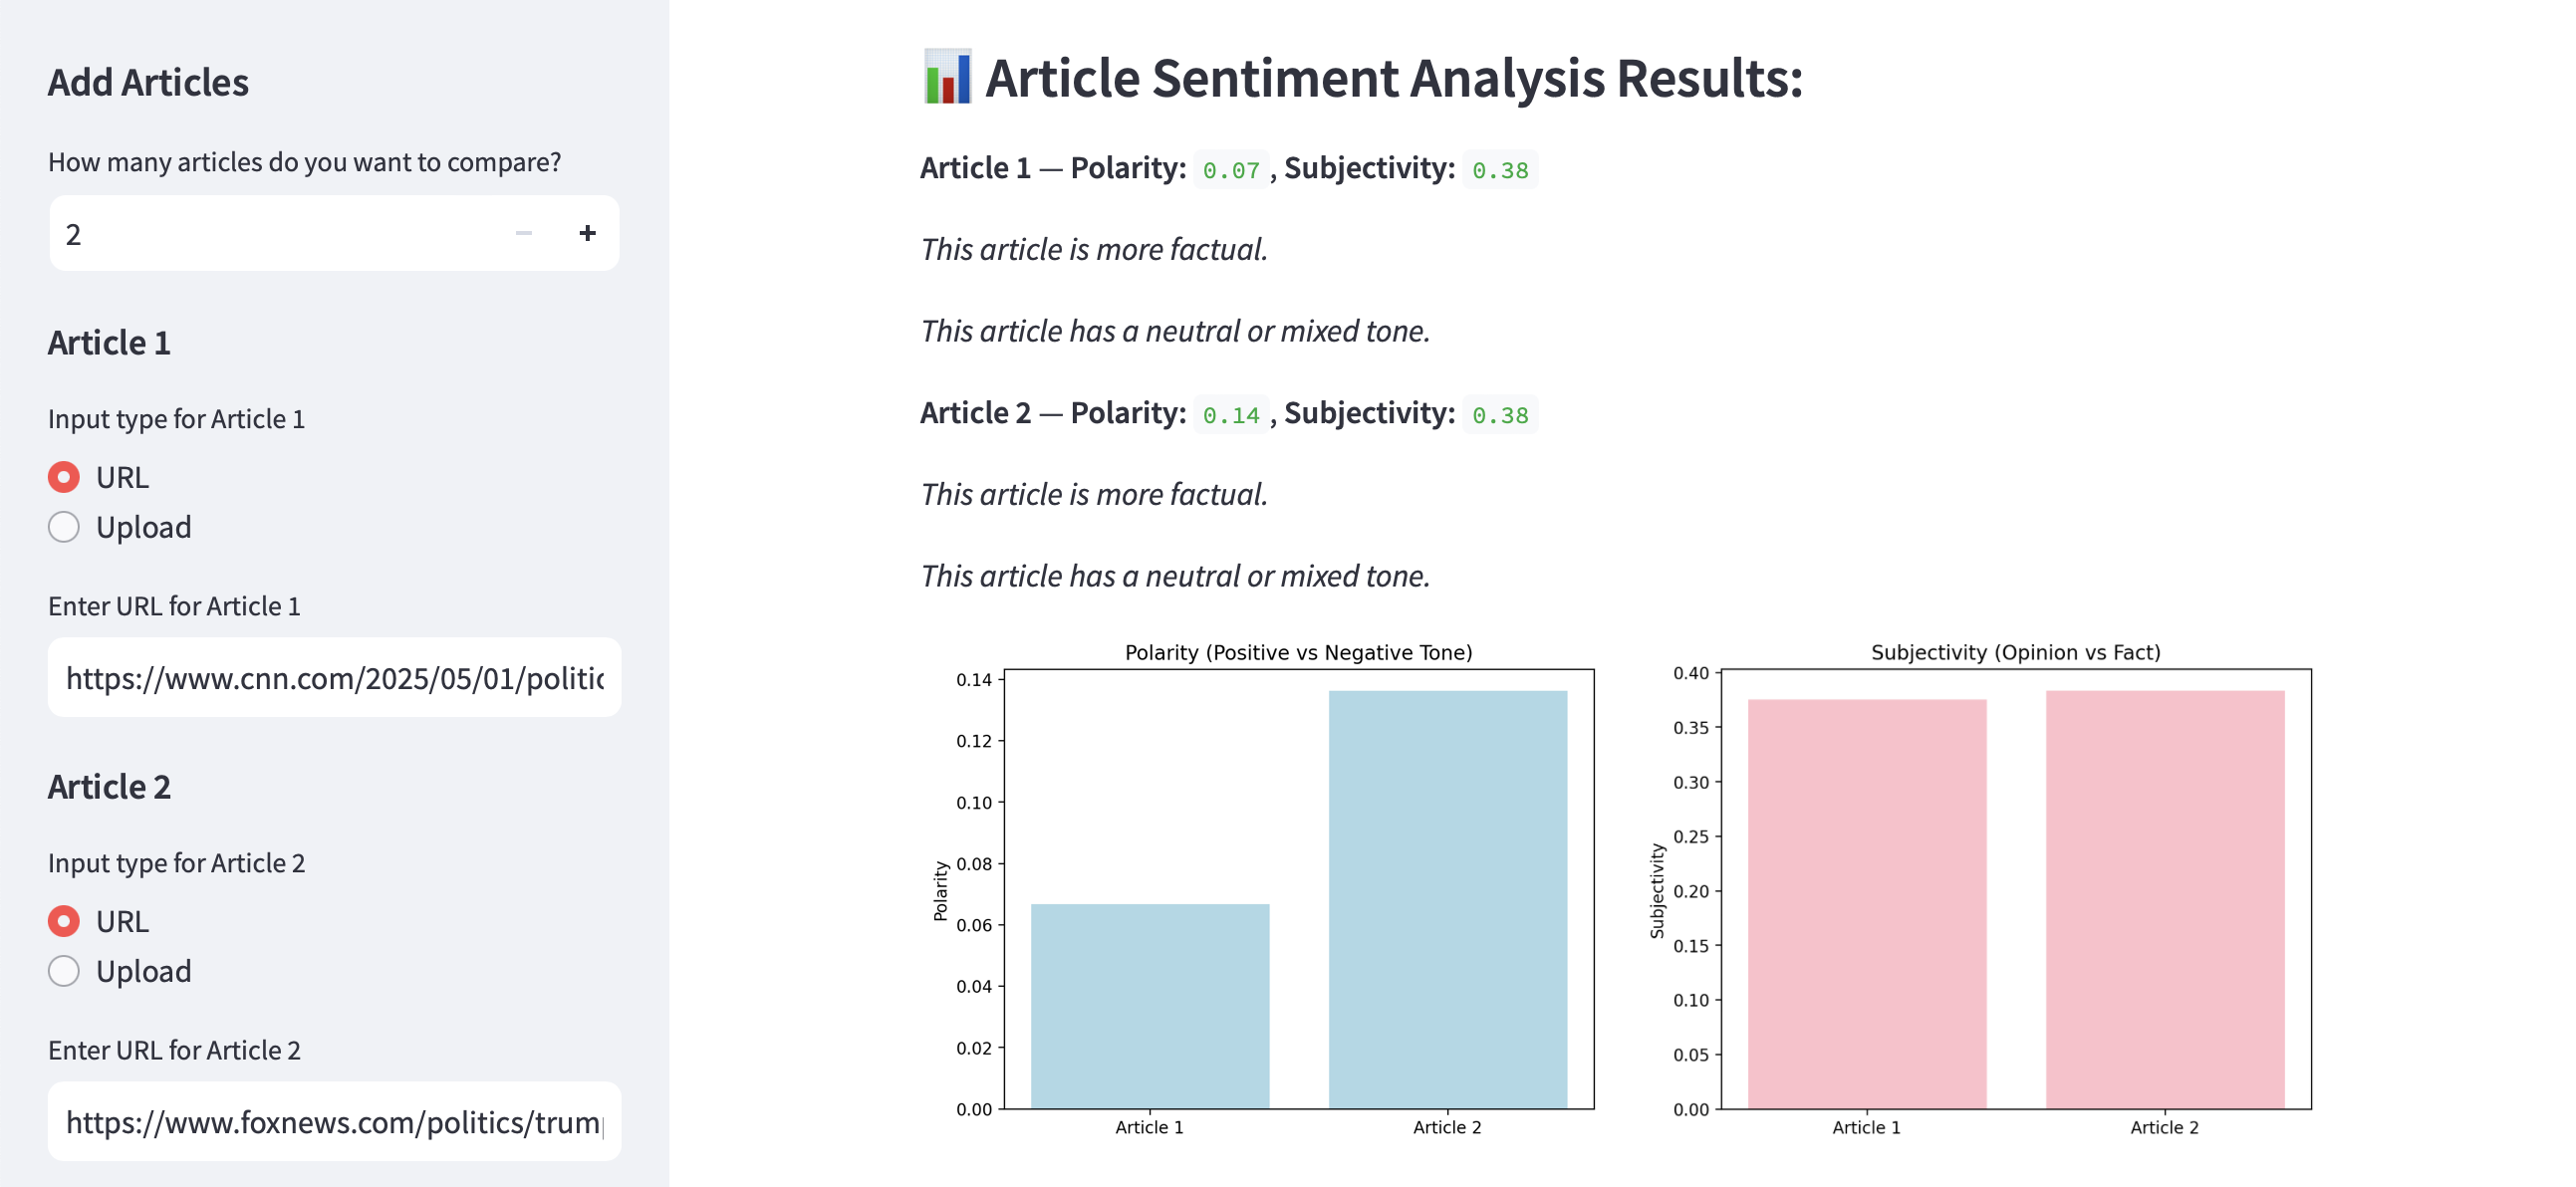 Add Articles
How many articles do you want to compare?
2
Article 1
Input type for Article 1
URL
Upload
Enter URL for Article 1
https://www.cnn.com/2025/05/01/politic
Article 2
Input type for Article 2
URL
Upload
Enter URL for Article 2
https://www.foxnews.com/politics/trum
Article Sentiment Analysis Results:
Article 1 — Polarity: 0.07, Subjectivity: 0.38
This article is more factual.
This article has a neutral or mixed tone.
Article 2 — Polarity: 0.14, Subjectivity: 0.38
This article is more factual.
This article has a neutral or mixed tone.
Polarity (Positive vs Negative Tone)
0.14
0.12
0.10
0.08
0.06
0.04
0.02
0.00
Polarity
Article 1
Article 2
Subjectivity (Opinion vs Fact)
0.40
0.35
0.30
0.25
0.20
0.15
0.10
0.05
0.00
Subjectivity
Article 1
Article 2